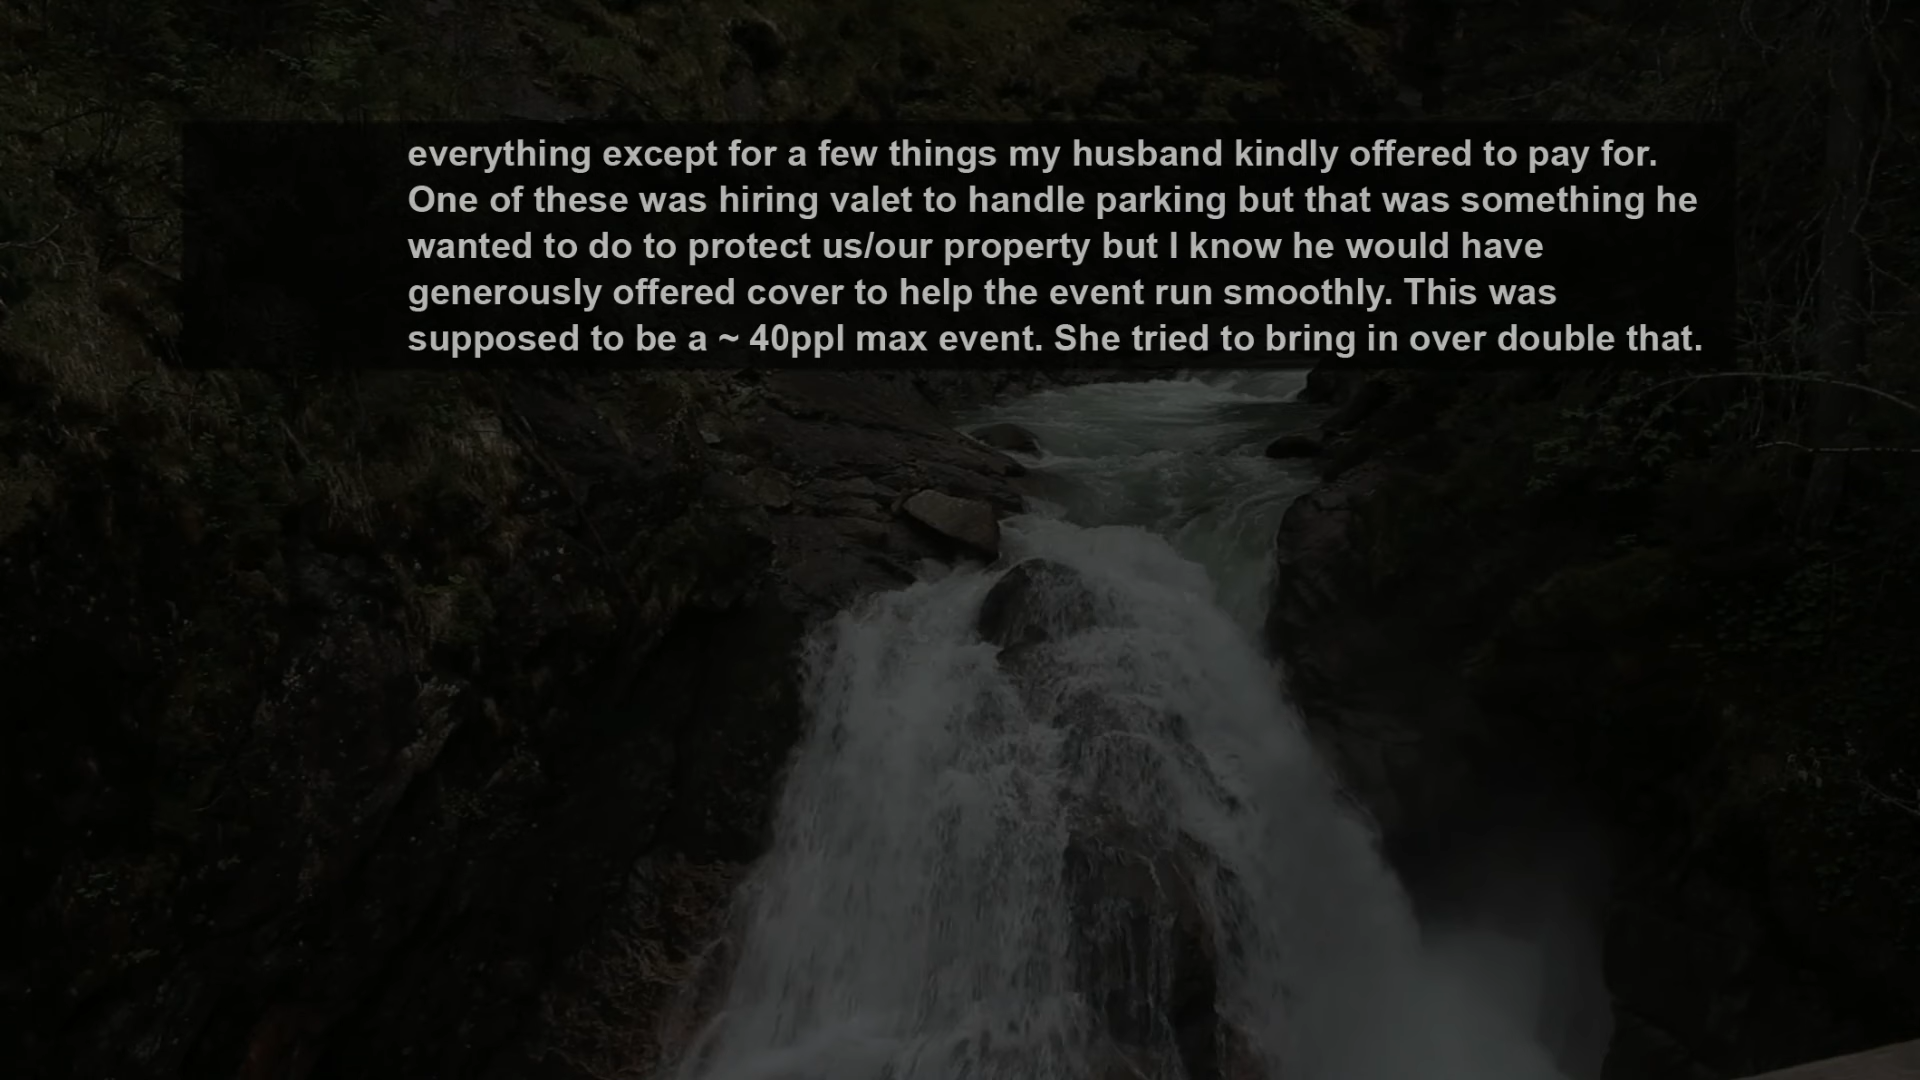 everything except for a few things my husband kindly offered to pay for.
One of these was hiring valet to handle parking but that was something he
wanted to do to protect us/our property but I know he would have
generously offered cover to help the event run smoothly. This was
supposed to be a ~ 40ppl max event. She tried to bring in over double that.